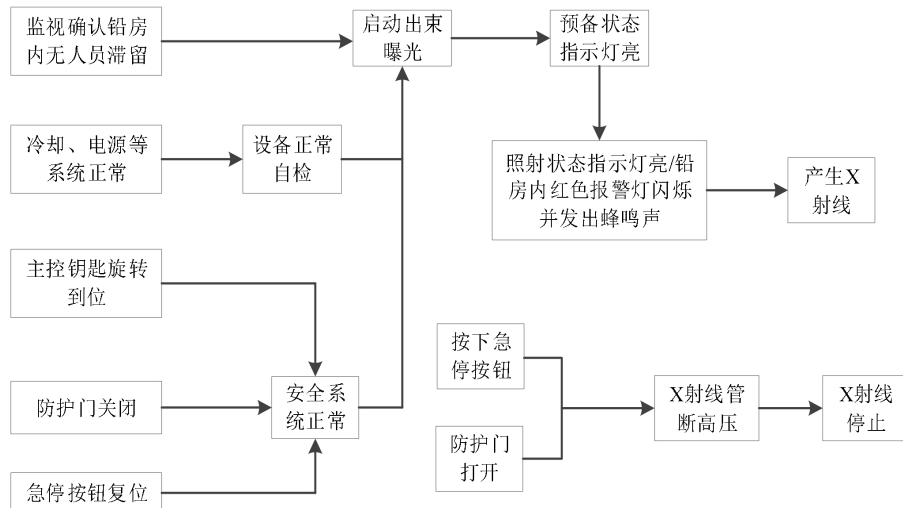 监视确认铅房
内无人员滞留
启动出束
曝光
预备状态
指示灯亮
冷却、电源等
系统正常
设备正常
自检
照射状态指示灯亮/铅
房内红色报警灯闪烁
并发出蜂鸣声
产生X
射线
主控钥匙旋转
到位
防护门关闭
安全系
统正常
急停按钮复位
按下急
停按钮
防护门
打开
X射线管
断高压
X射线
停止